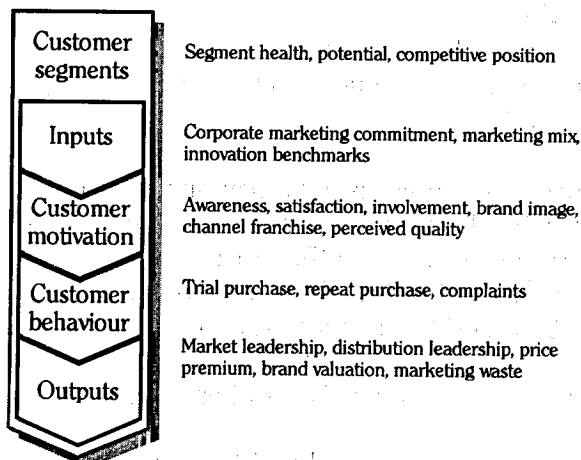 Customer
segments
Segment health, potential, competitive position
Inputs
Corporate marketing commitment, marketing mix,
innovation benchmarks
Customer
motivation
Awareness, satisfaction, involvement, brand image,
channel franchise, perceived quality
Customer
behaviour
Trial purchase, repeat purchase, complaints
Outputs
Market leadership, distribution leadership, price
premium, brand valuation, marketing waste